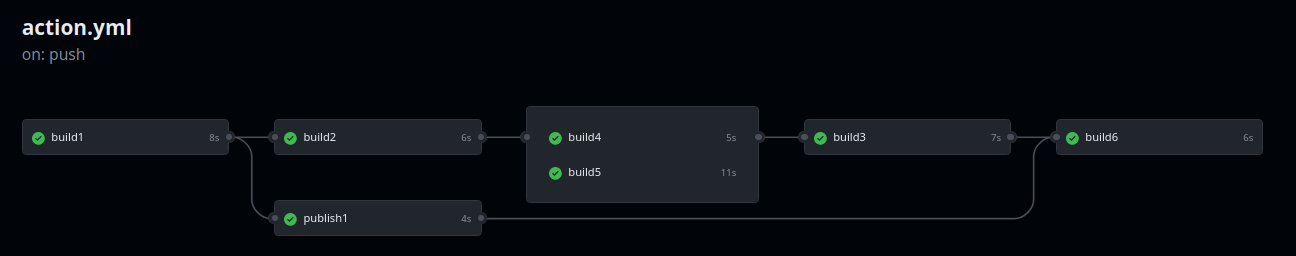 action.yml
on: push
build1 8s
build2 6s
build4 5s
build3 7s
build6 6s
build5 11s
publish1 4s